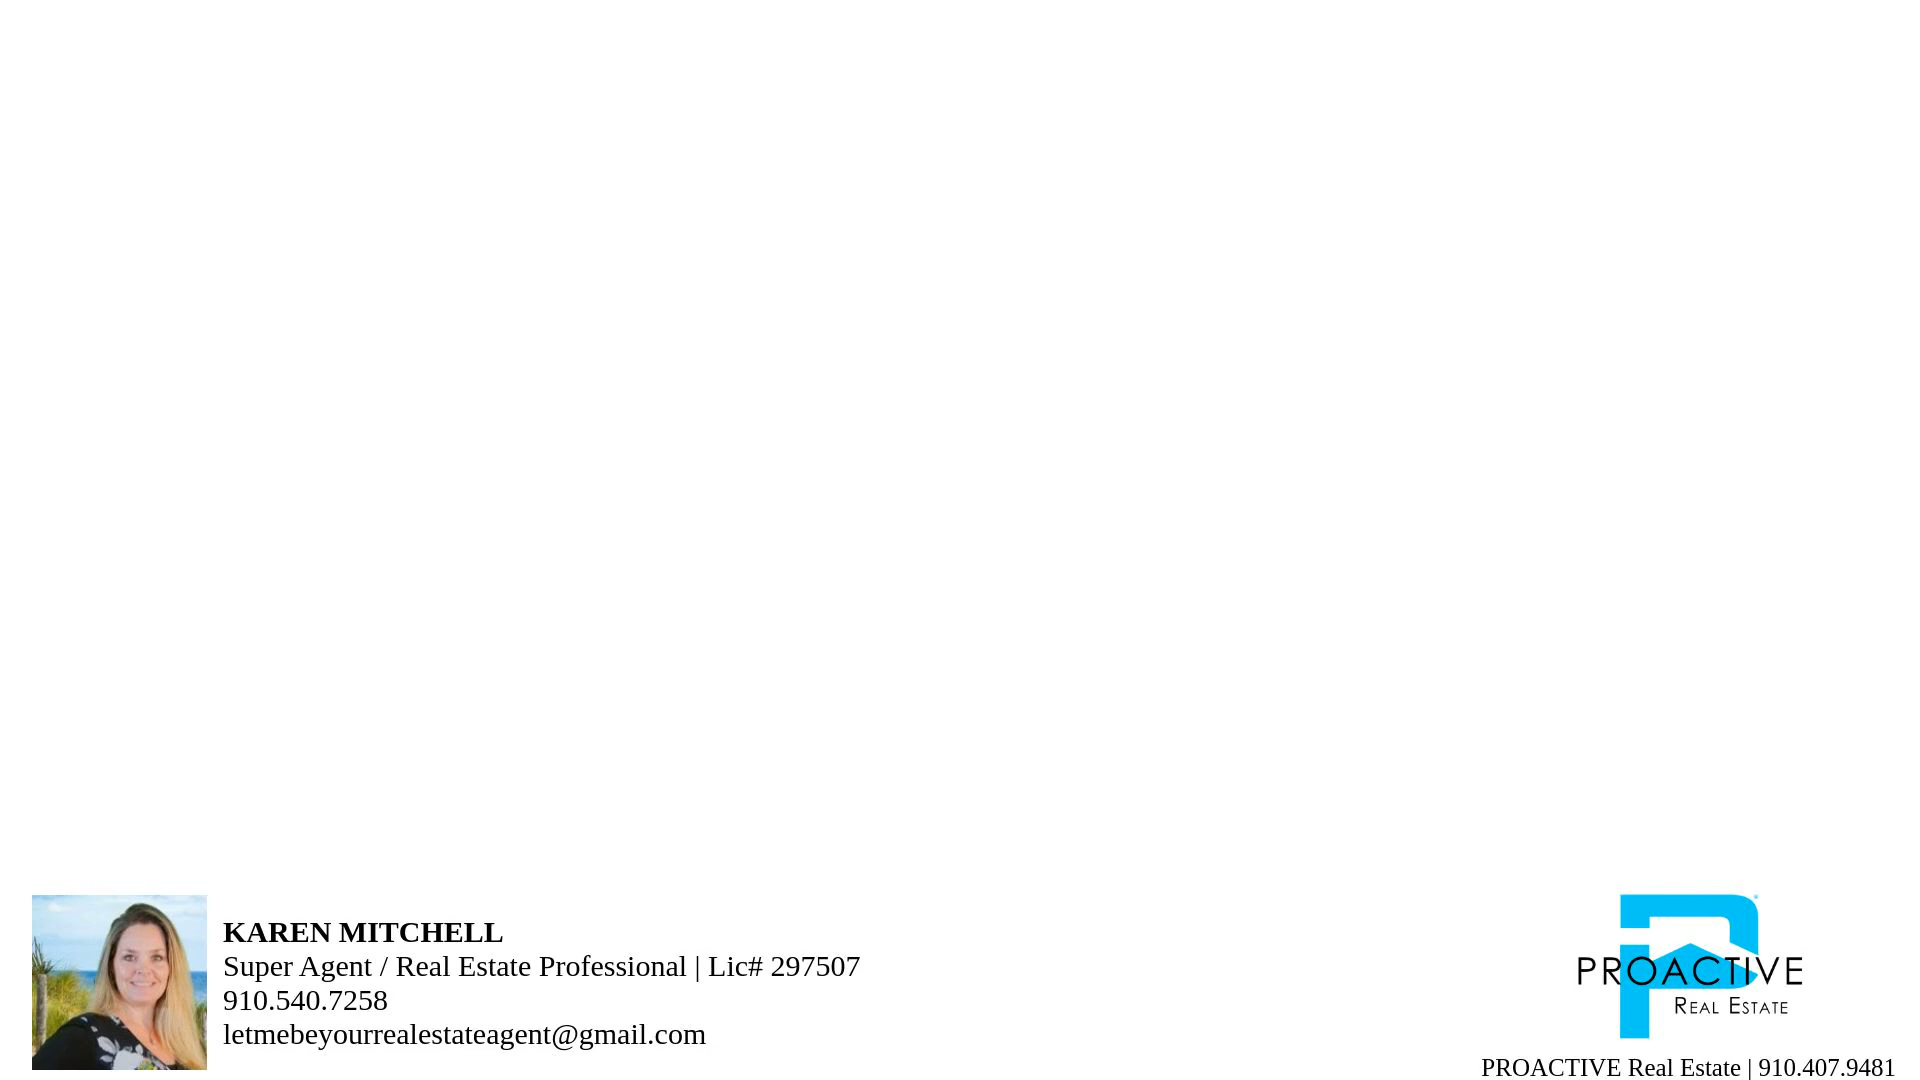 KAREN MITCHELL
Super Agent / Real Estate Professional | Lic# 297507
910.540.7258
letmebeyourrealestateagent@gmail.com
PROACTIVE
REAL ESTATE
PROACTIVE Real Estate | 910.407.9481